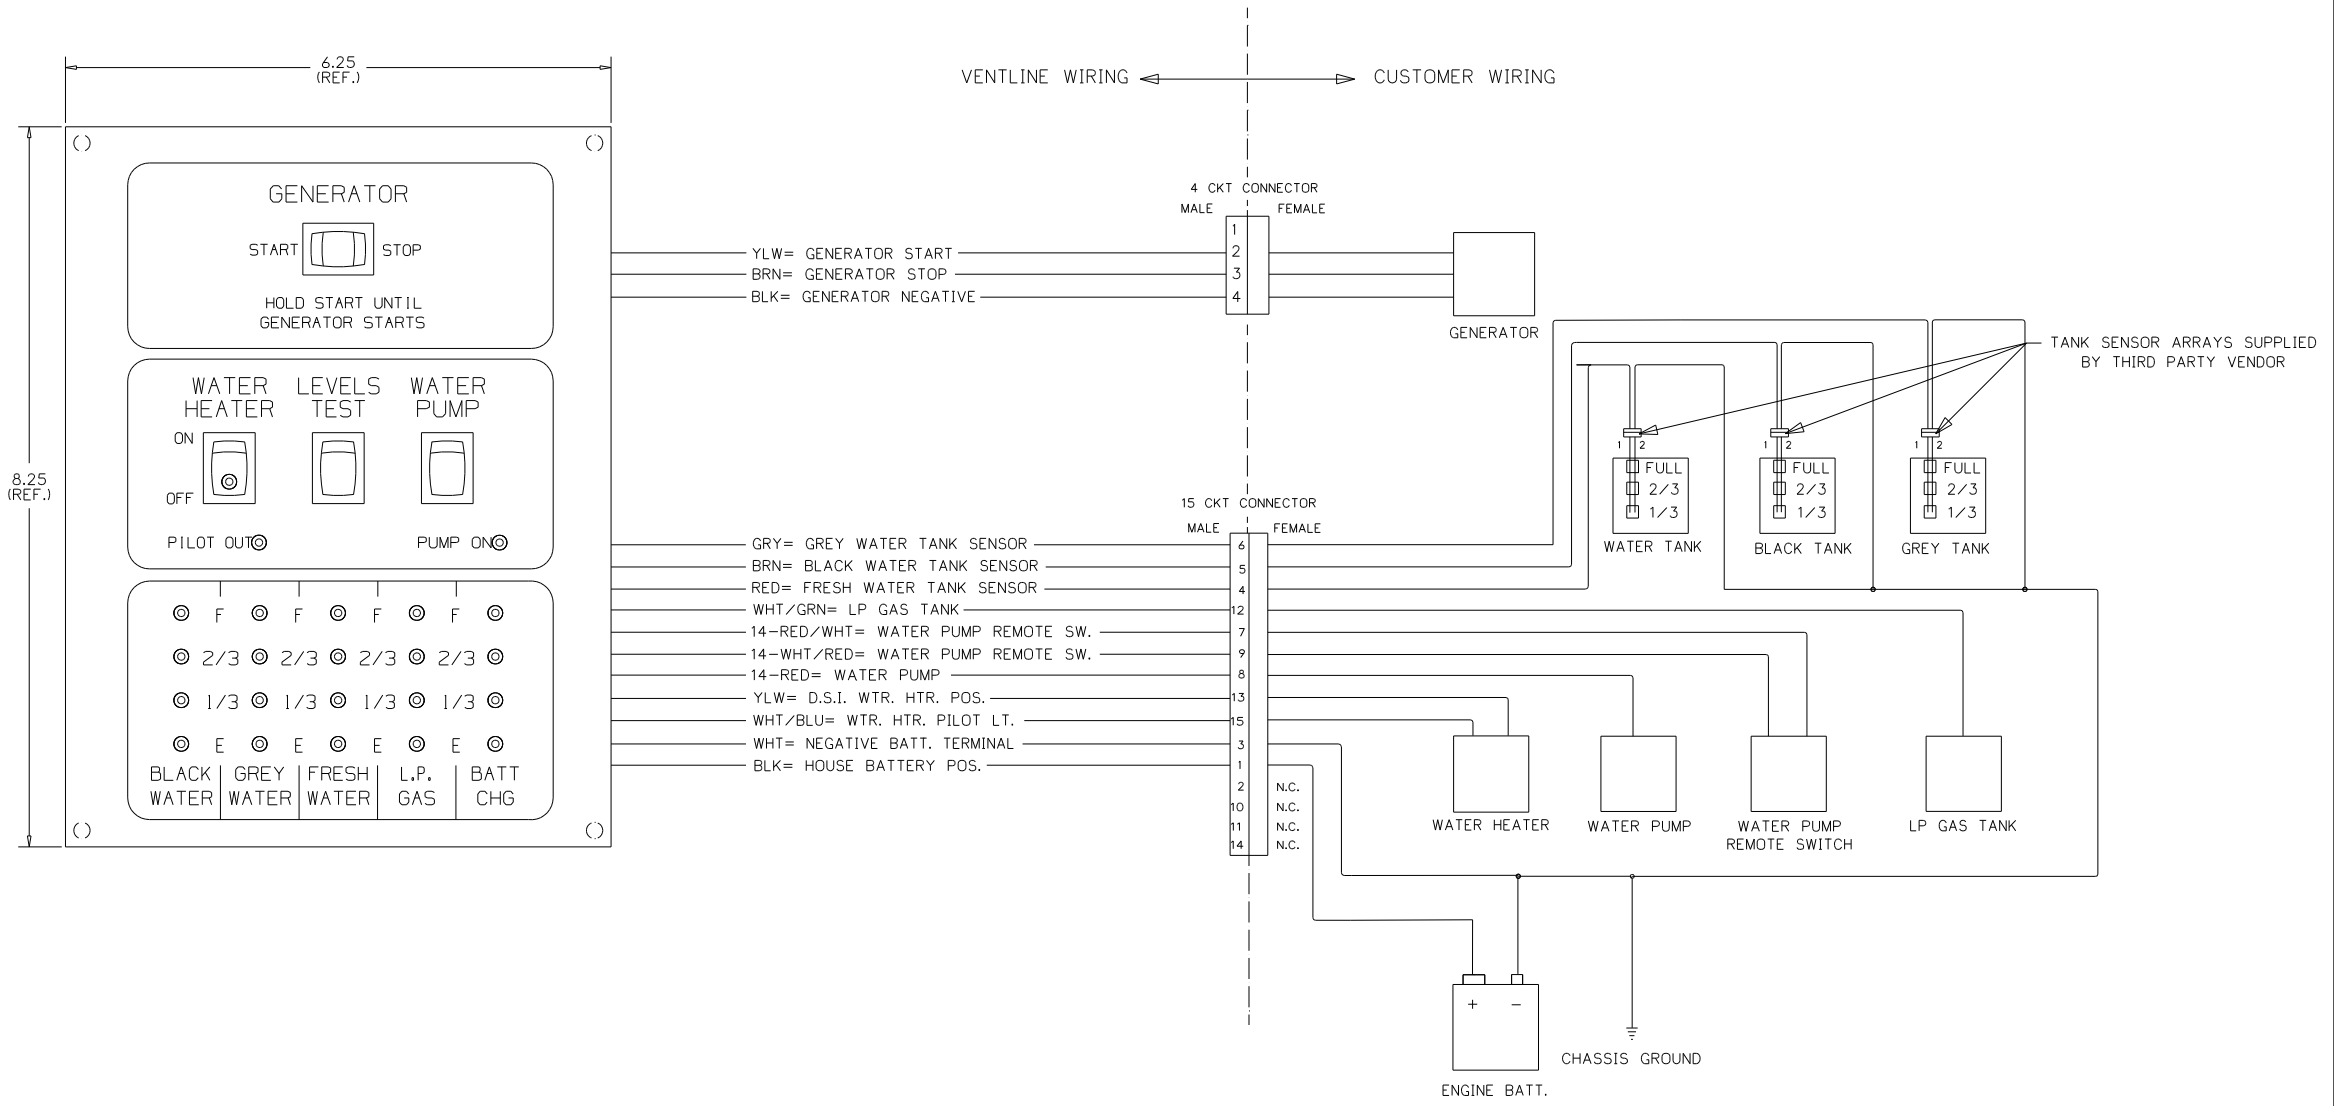 6.25
(REF.)
8.25
(REF.)
VENTLINE WIRING
CUSTOMER WIRING
GENERATOR
START
STOP
HOLD START UNTIL
GENERATOR STARTS
WATER
HEATER
LEVELS
TEST
WATER
PUMP
ON
OFF
PILOT OUT
PUMP ON
F F F F
2/3 2/3 2/3 2/3
1/3 1/3 1/3 1/3
E E E E
BLACK
WATER
GREY
WATER
FRESH
WATER
L.P.
GAS
BATT
CHG
4 CKT CONNECTOR
MALE
FEMALE
1
YLW= GENERATOR START
2
BRN= GENERATOR STOP
3
BLK= GENERATOR NEGATIVE
4
GENERATOR
TANK SENSOR ARRAYS SUPPLIED
BY THIRD PARTY VENDOR
1 2
FULL
2/3
1/3
WATER TANK
1 2
FULL
2/3
1/3
BLACK TANK
1 2
FULL
2/3
1/3
GREY TANK
15 CKT CONNECTOR
MALE
FEMALE
GRY= GREY WATER TANK SENSOR
6
BRN= BLACK WATER TANK SENSOR
5
RED= FRESH WATER TANK SENSOR
4
WHT/GRN= LP GAS TANK
12
14-RED/WHT= WATER PUMP REMOTE SW.
7
14-WHT/RED= WATER PUMP REMOTE SW.
9
14-RED= WATER PUMP
8
YLW= D.S.I. WTR. HTR. POS.
13
WHT/BLU= WTR. HTR. PILOT LT.
15
WHT= NEGATIVE BATT. TERMINAL
3
BLK= HOUSE BATTERY POS.
1
2 N.C.
10 N.C.
11 N.C.
14 N.C.
WATER HEATER
WATER PUMP
WATER PUMP
REMOTE SWITCH
LP GAS TANK
+ −
ENGINE BATT.
CHASSIS GROUND